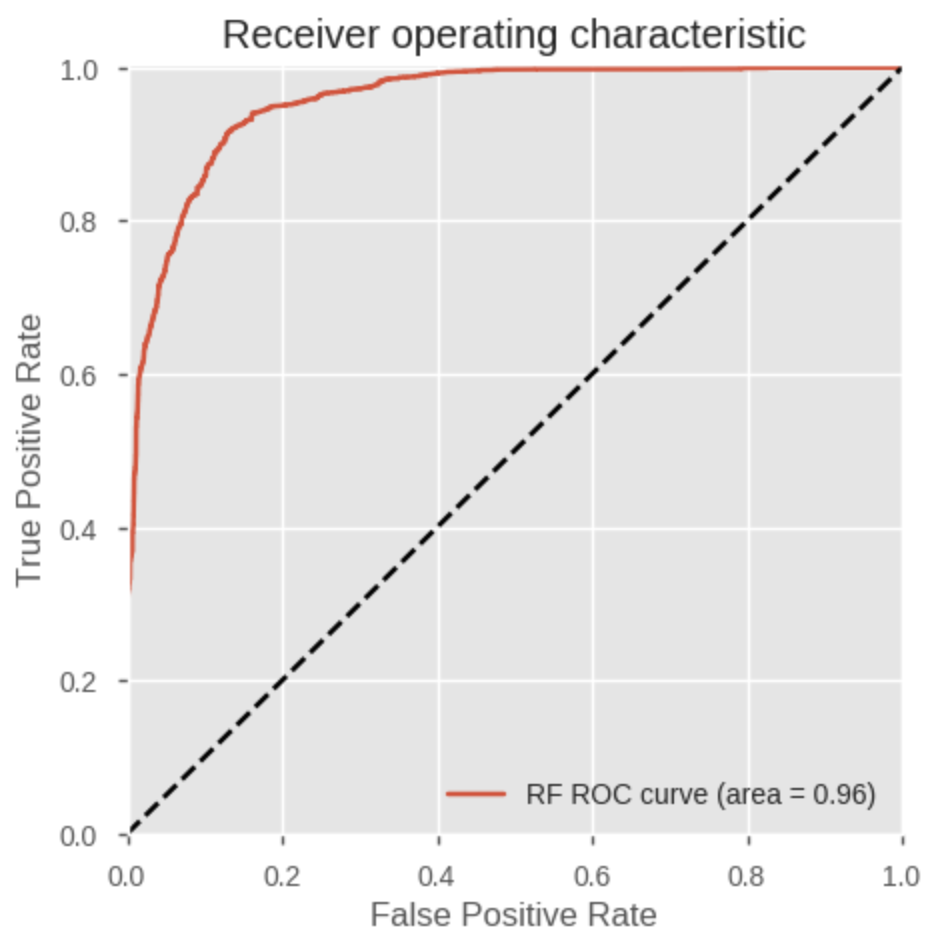 Receiver operating characteristic
1.0
0.8
0.6
0.4
0.2
0.0
True Positive Rate
RF ROC curve (area = 0.96)
0.0 0.2 0.4 0.6 0.8 1.0
False Positive Rate